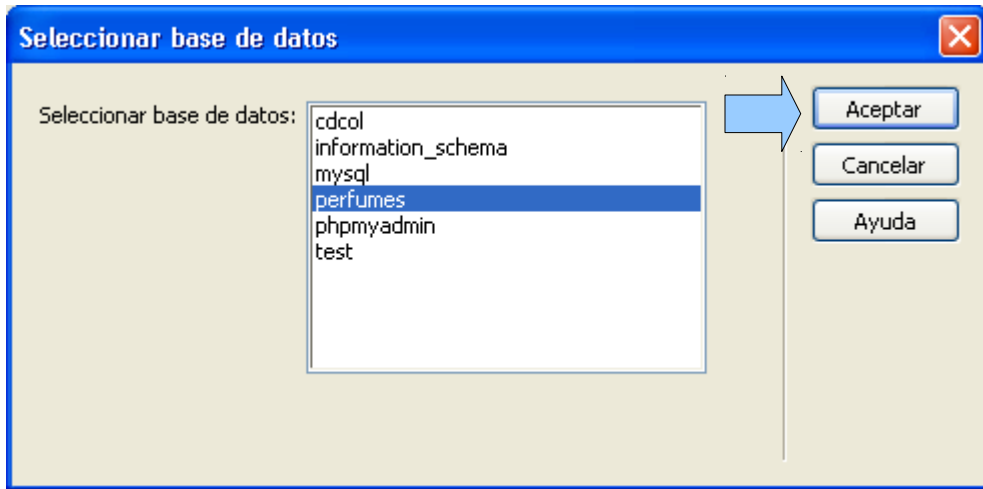 Seleccionar base de datos
Seleccionar base de datos:
cdcol
information_schema
mysql
perfumes
phpmyadmin
test
Aceptar
Cancelar
Ayuda